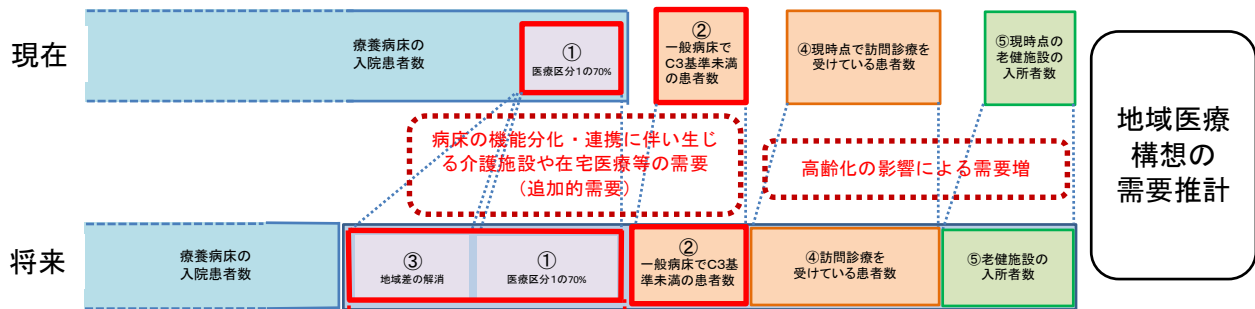 現在
療養病床の
入院患者数
①
医療区分1の70%
②
一般病床で
C3基準未満
の患者数
④現時点で訪問診療を
受けている患者数
⑤現時点の
老健施設の
入所者数
病床の機能分化・連携に伴い生じ
る介護施設や在宅医療等の需要
（追加的需要）
高齢化の影響による需要増
地域医療
構想の
需要推計
将来
療養病床の
入院患者数
③
地域差の解消
①
医療区分1の70%
②
一般病床でC3基
準未満の患者数
④訪問診療を
受けている患者数
⑤老健施設の
入所者数